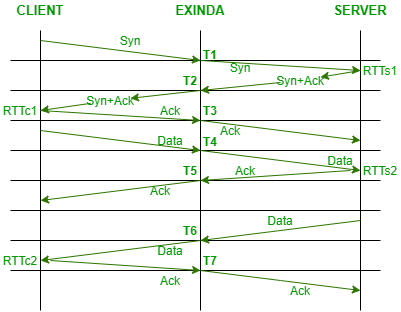 CLIENT EXINDA SERVER
Syn
T1
Syn
RTTs1
T2
Syn+Ack
Syn+Ack
RTTc1
Ack
T3
Ack
Data
T4
Data
T5
Ack
RTTs2
Ack
Data
T6
Data
RTTc2
Ack
T7
Ack